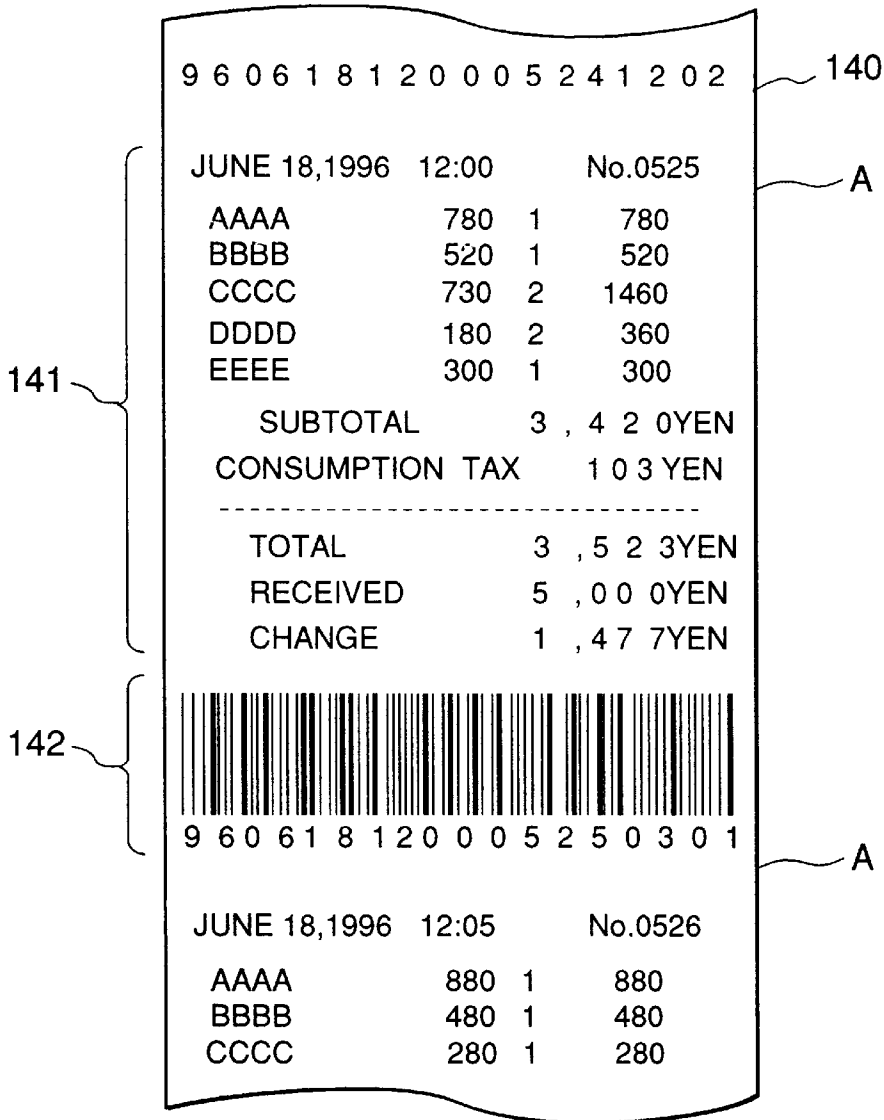 9 6 0 6 1 8 1 2 0 0 0 5 2 4 1 2 0 2
140
JUNE 18,1996 12:00 No.0525
A
AAAA 780 1 780
BBBB 520 1 520
CCCC 730 2 1460
DDDD 180 2 360
EEEE 300 1 300
141
SUBTOTAL 3 , 4 2 0YEN
CONSUMPTION TAX 1 0 3 YEN
TOTAL 3 ,5 2 3YEN
RECEIVED 5 ,0 0 0YEN
CHANGE 1 ,4 7 7YEN
142
9 6 0 6 1 8 1 2 0 0 0 5 2 5 0 3 0 1
A
JUNE 18,1996 12:05 No.0526
AAAA 880 1 880
BBBB 480 1 480
CCCC 280 1 280